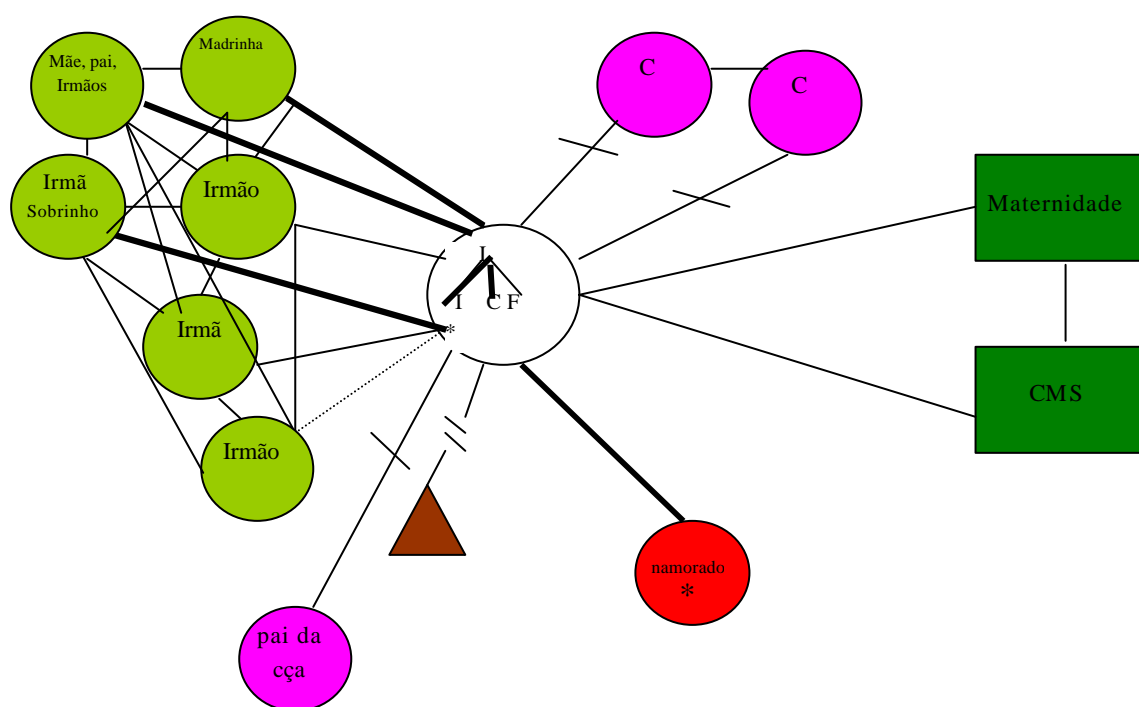 Madrinha
Mãe, pai,
Irmãos
C
C
Irmã
Sobrinho
Irmão
Maternidade
I
I C F
*
Irmã
CMS
Irmão
namorado
*
pai da
cça